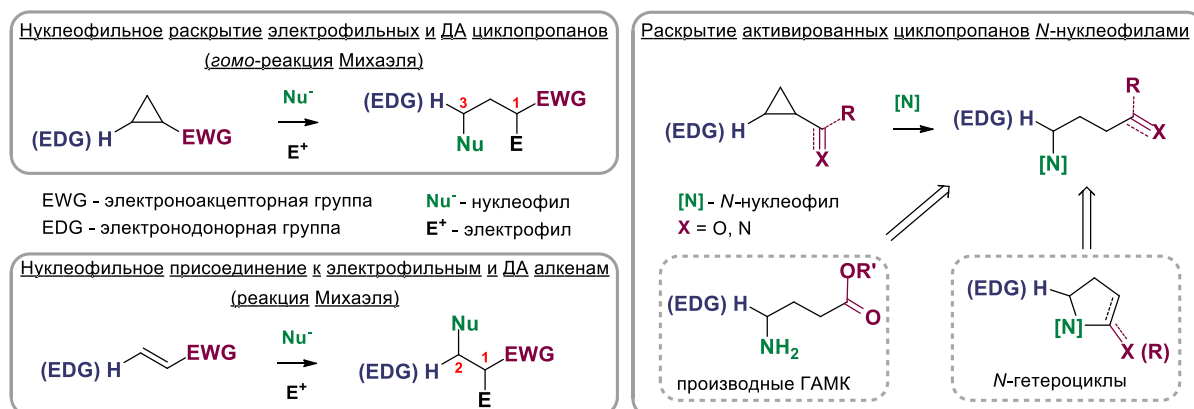 Нуклеофильное раскрытие электрофильных и ДА циклопропанов
(гомо-реакция Михаэля)
(EDG) H
EWG
Nu-
E+
(EDG) H
3
1
EWG
Nu
E
EWG - электроноакцепторная группа
EDG - электронодонорная группа
Nu- - нуклеофил
E+ - электрофил
Нуклеофильное присоединение к электрофильным и ДА алкенам
(реакция Михаэля)
(EDG) H
EWG
Nu-
E+
Nu
(EDG) H
2
1
EWG
E
Раскрытие активированных циклопропанов N-нуклеофилами
(EDG) H
R
X
[N]
(EDG) H
[N]
R
X
[N] - N-нуклеофил
X = O, N
(EDG) H
NH2
OR'
O
производные ГАМК
(EDG) H
[N]
X (R)
N-гетероциклы